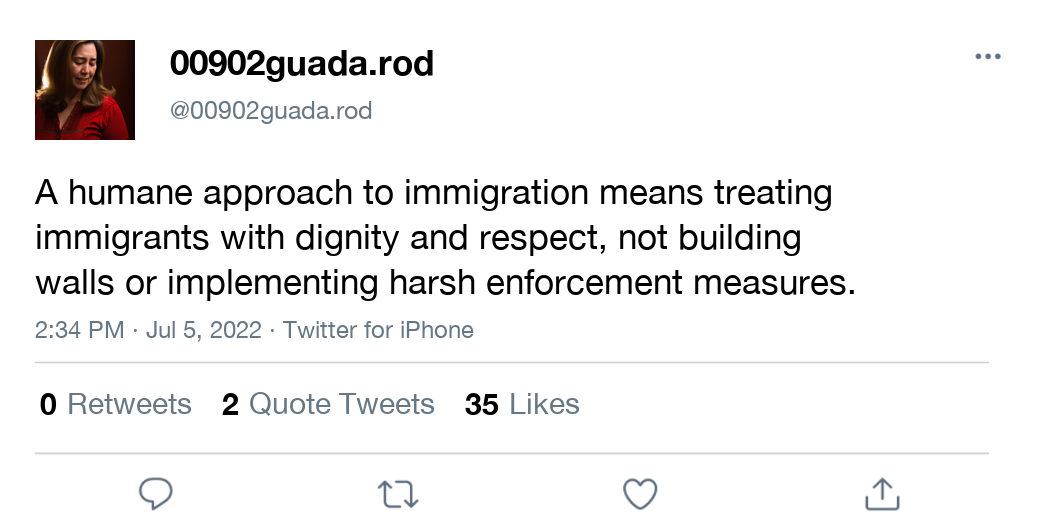 00902guada.rod
@00902guada.rod
A humane approach to immigration means treating
immigrants with dignity and respect, not building
walls or implementing harsh enforcement measures.
2:34 PM · Jul 5, 2022 · Twitter for iPhone
0 Retweets 2 Quote Tweets 35 Likes